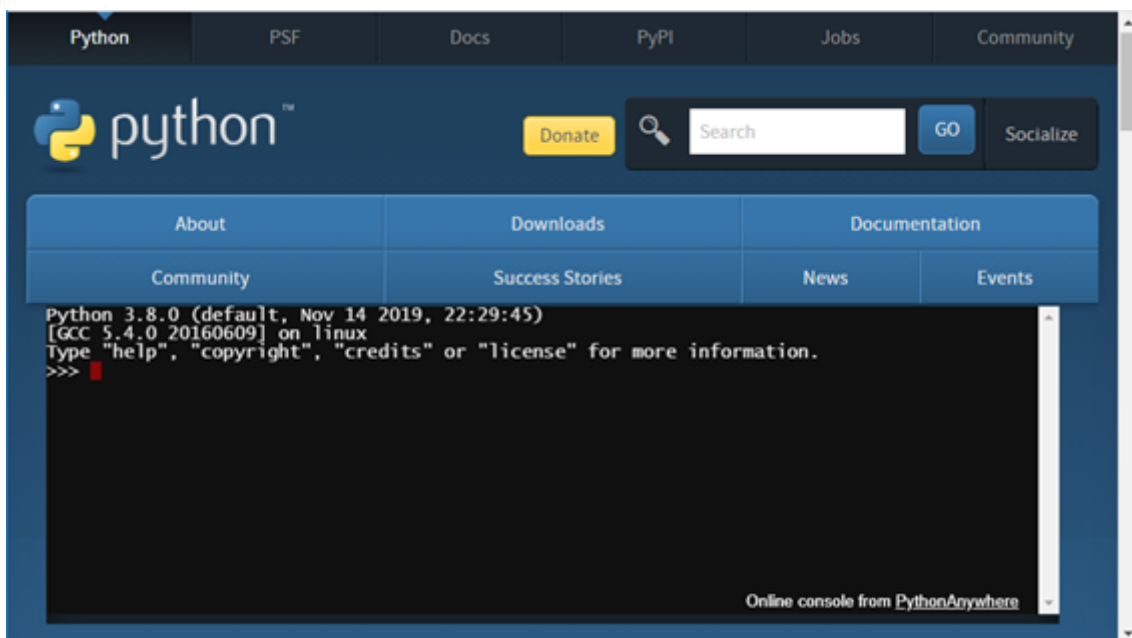 Python PSF Docs PyPI Jobs Community
python™ Donate Search GO Socialize
About Downloads Documentation
Community Success Stories News Events
Python 3.8.0 (default, Nov 14 2019, 22:29:45)
[GCC 5.4.0 20160609] on linux
Type "help", "copyright", "credits" or "license" for more information.
>>>
Online console from PythonAnywhere